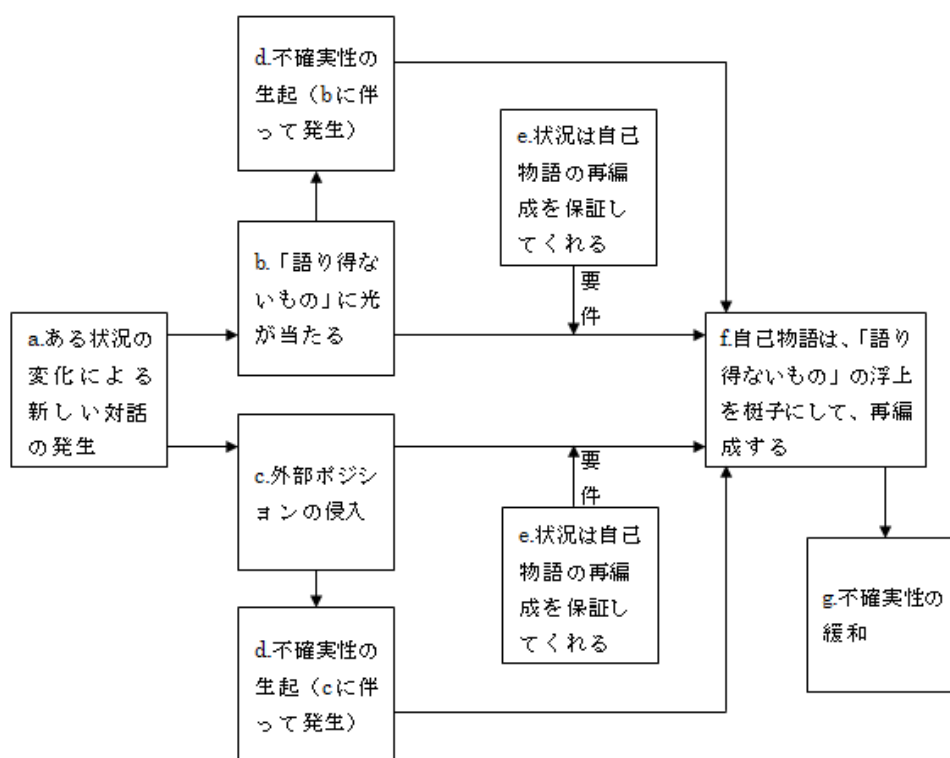 d.不確実性の
生起（bに伴
って発生）
e.状況は自己
物語の再編
成を保証し
てくれる
要
件
b.「語り得な
いもの」に光
が当たる
a.ある状況の
変化による
新しい対話
の発生
f.自己物語は、「語り
得ないもの」の浮上
を梃子にして、再編
成する
c.外部ポジシ
ョンの侵入
要
件
e.状況は自己
物語の再編
成を保証し
てくれる
d.不確実性の
生起（cに伴
って発生）
g.不確実性の
緩和